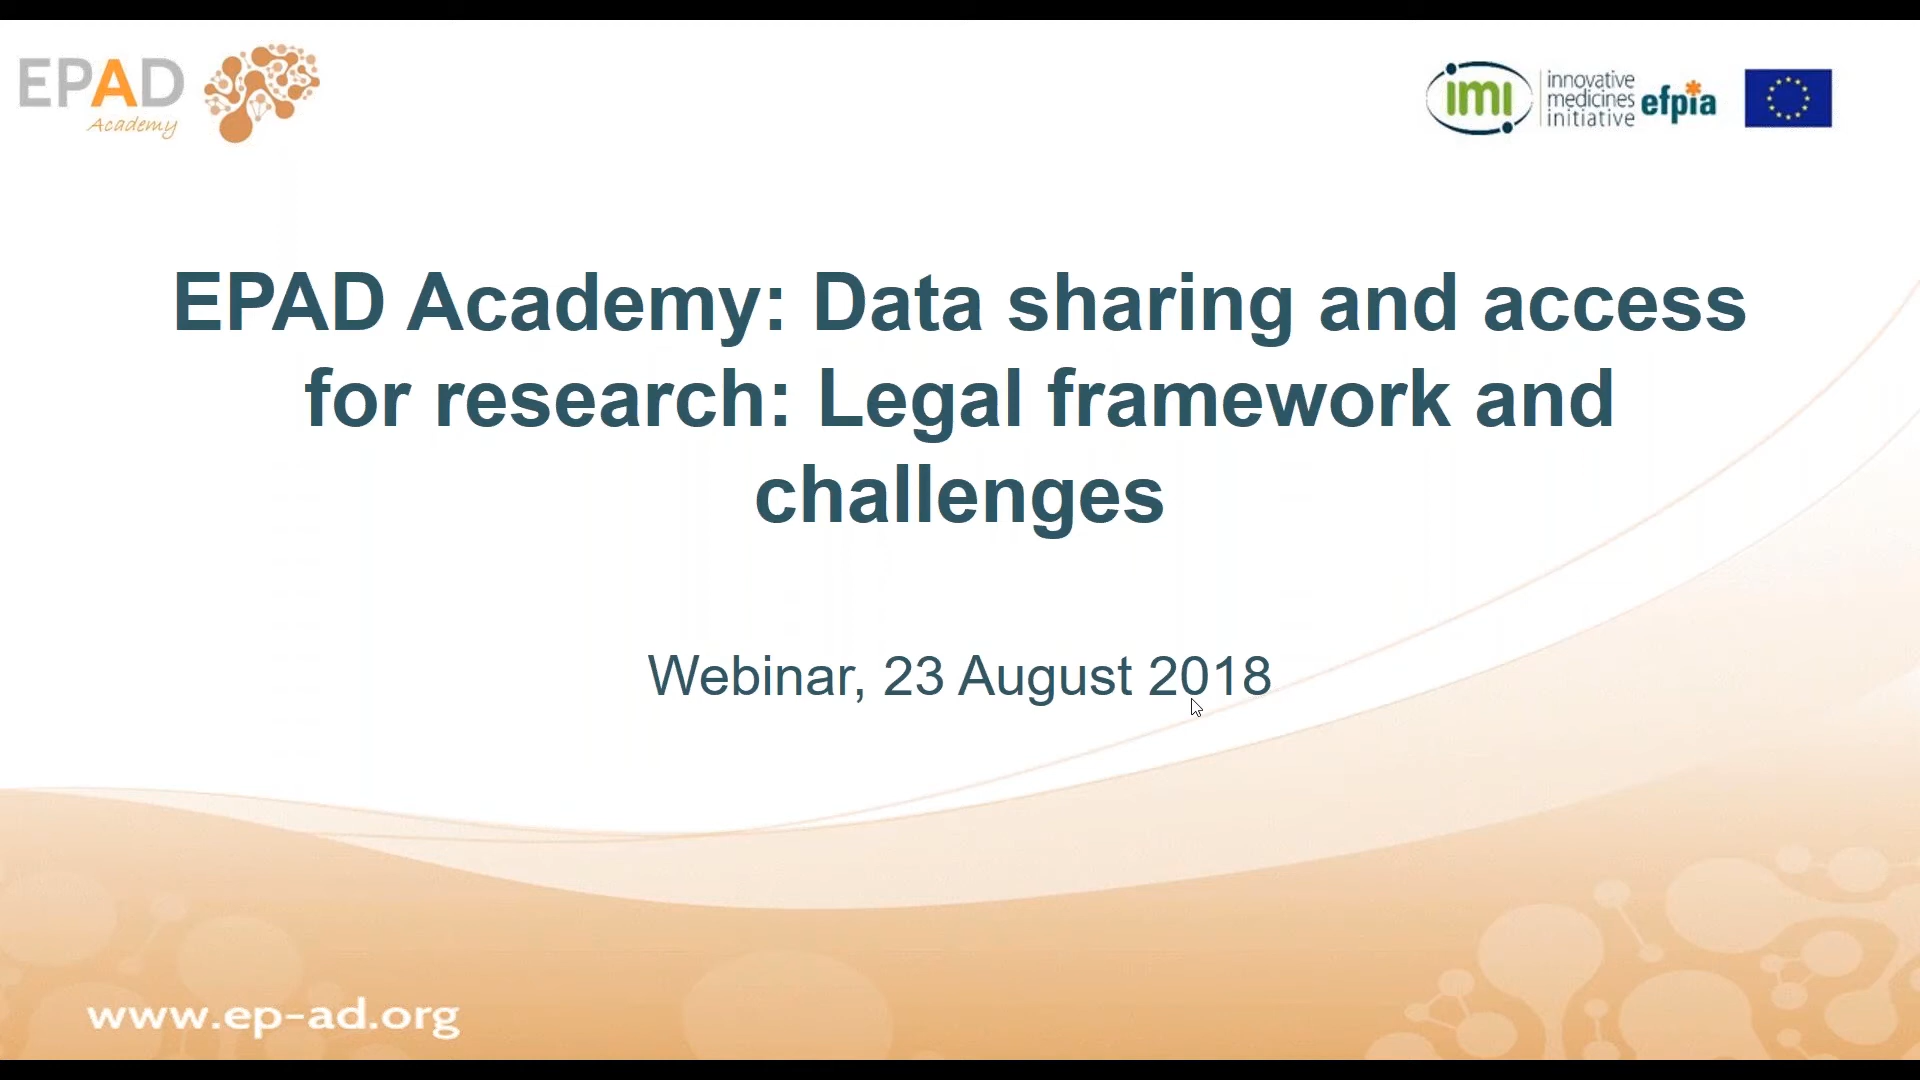 EPAD
Academy
imi
innovative
medicines
initiative
efpia
EPAD Academy: Data sharing and access
for research: Legal framework and
challenges
Webinar, 23 August 2018
www.ep-ad.org